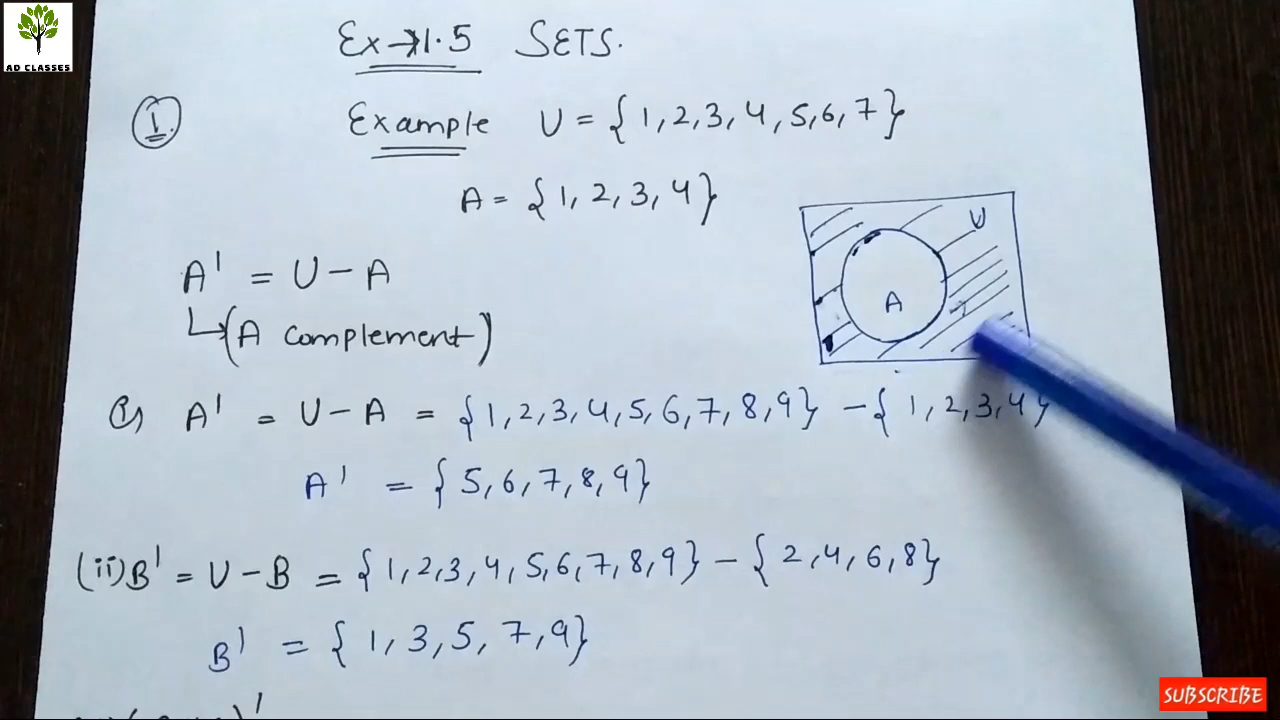 AD CLASSES
Ex→1.5 SETS.
1. Example U = {1,2,3,4,5,6,7}
A = {1,2,3,4}
U
A
A' = U - A
↳(A complement)
(i) A' = U - A = {1,2,3,4,5,6,7,8,9} - {1,2,3,4}
A' = {5,6,7,8,9}
(ii) B' = U - B = {1,2,3,4,5,6,7,8,9} - {2,4,6,8}
B' = {1,3,5,7,9}
SUBSCRIBE